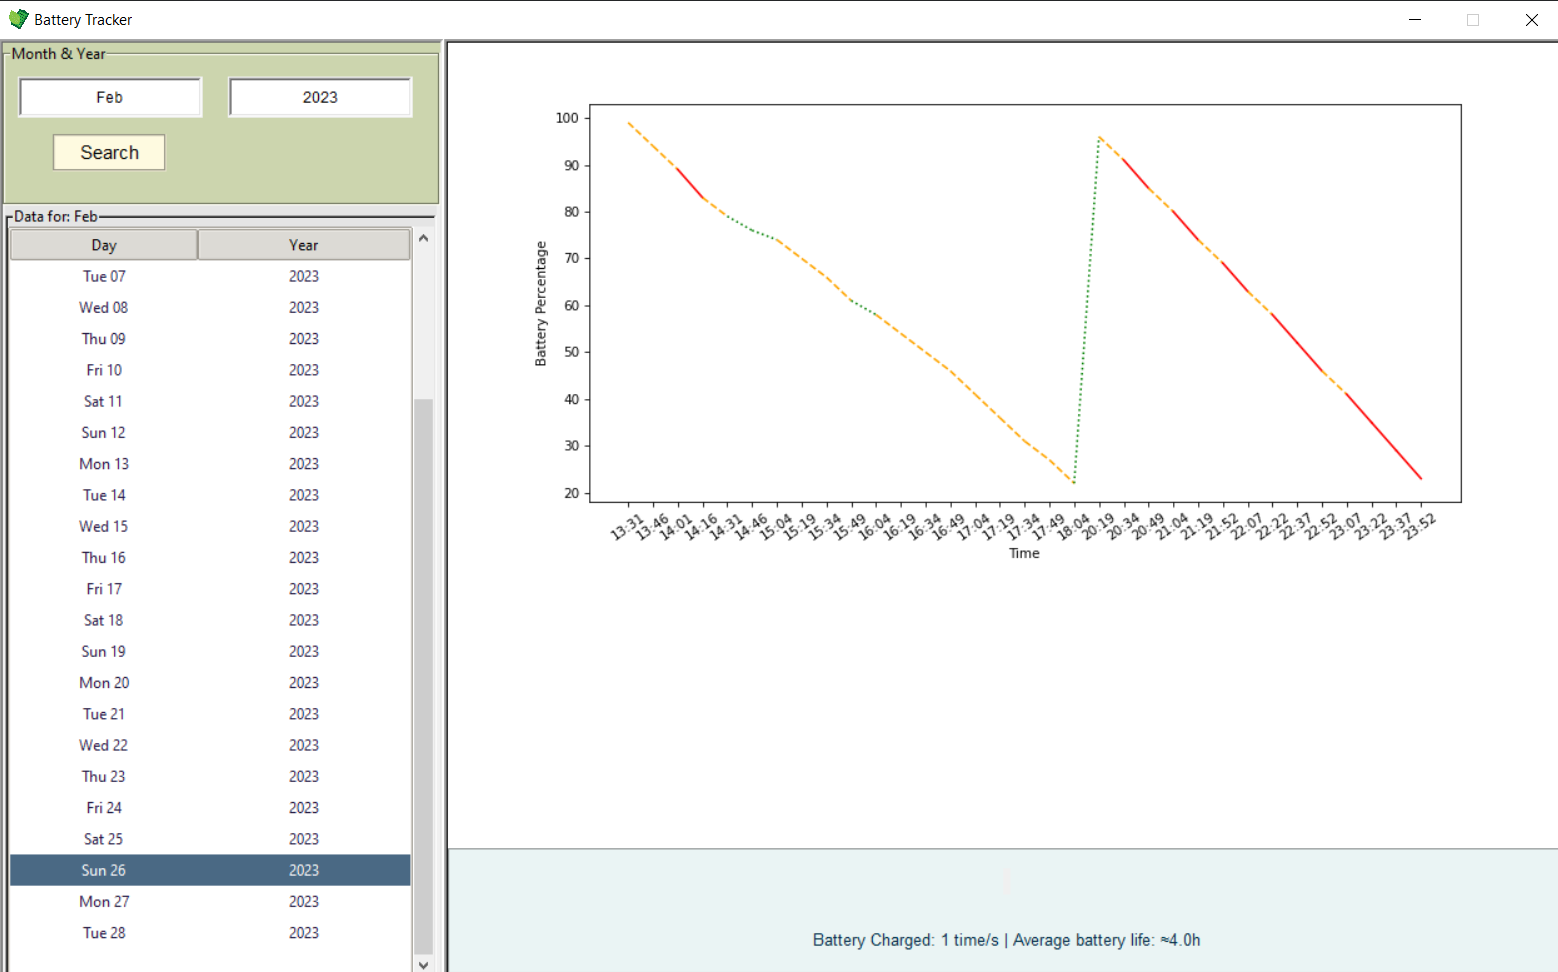 Battery Tracker
Month & Year
Feb
2023
Search
Data for: Feb
Day Year
Tue 07 2023
Wed 08 2023
Thu 09 2023
Fri 10 2023
Sat 11 2023
Sun 12 2023
Mon 13 2023
Tue 14 2023
Wed 15 2023
Thu 16 2023
Fri 17 2023
Sat 18 2023
Sun 19 2023
Mon 20 2023
Tue 21 2023
Wed 22 2023
Thu 23 2023
Fri 24 2023
Sat 25 2023
Sun 26 2023
Mon 27 2023
Tue 28 2023
Battery Percentage
100
90
80
70
60
50
40
30
20
13:31 13:46 14:01 14:16 14:31 14:46 15:04 15:19 15:34 15:49 16:04 16:19 16:34 16:49 17:04 17:19 17:34 17:49 18:04 20:19 20:34 20:49 21:04 21:19 21:52 22:07 22:22 22:37 22:52 23:07 23:22 23:37 23:52
Time
Battery Charged: 1 time/s | Average battery life: ≈4.0h